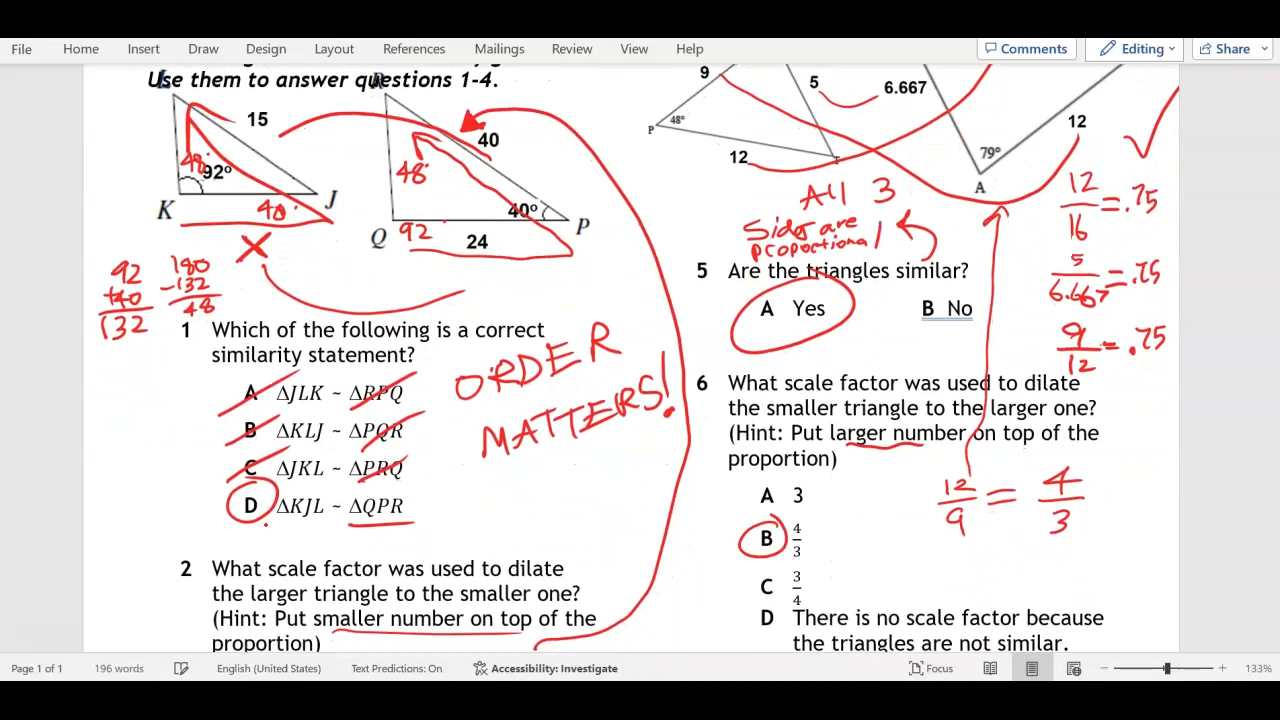 File Home Insert Draw Design Layout References Mailings Review View Help Comments Editing Share
Use them to answer questions 1-4.
15
48°
92°
K
40°
J
R
40
48°
40°
92
Q
24
P
92
+40
132
180
-132
48
1 Which of the following is a correct
similarity statement?
A ΔJLK ~ ΔRPQ
B ΔKLJ ~ ΔPQR
C ΔJKL ~ ΔPRQ
D ΔKJL ~ ΔQPR
ORDER
MATTERS!
2 What scale factor was used to dilate
the larger triangle to the smaller one?
(Hint: Put smaller number on top of the
proportion)
9
5
6.667
P
48°
12
T
79°
A
12
All 3
Sides are
proportional
12/16 = .75
5/6.667 = .75
9/12 = .75
5 Are the triangles similar?
A Yes B No
6 What scale factor was used to dilate
the smaller triangle to the larger one?
(Hint: Put larger number on top of the
proportion)
A 3
B 4/3
C 3/4
D There is no scale factor because
the triangles are not similar.
12/9 = 4/3
Page 1 of 1 196 words English (United States) Text Predictions: On Accessibility: Investigate Focus 133%